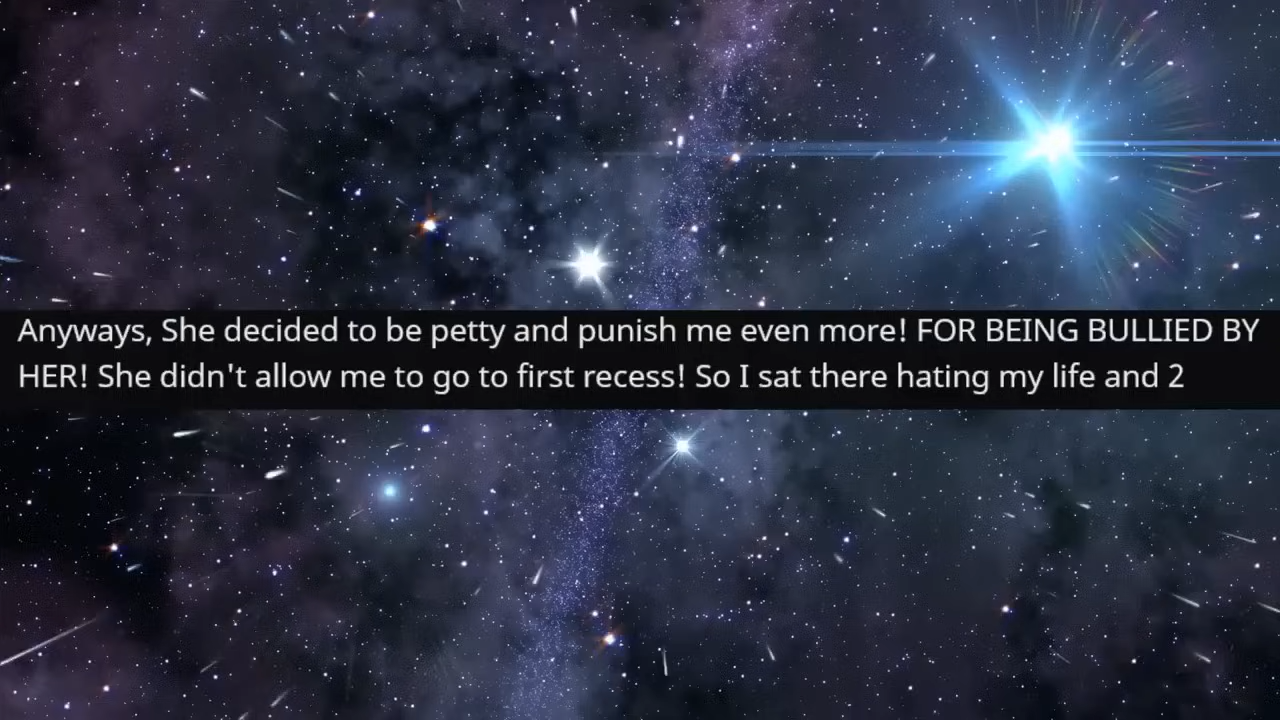 Anyways, She decided to be petty and punish me even more! FOR BEING BULLIED BY
HER! She didn't allow me to go to first recess! So I sat there hating my life and 2